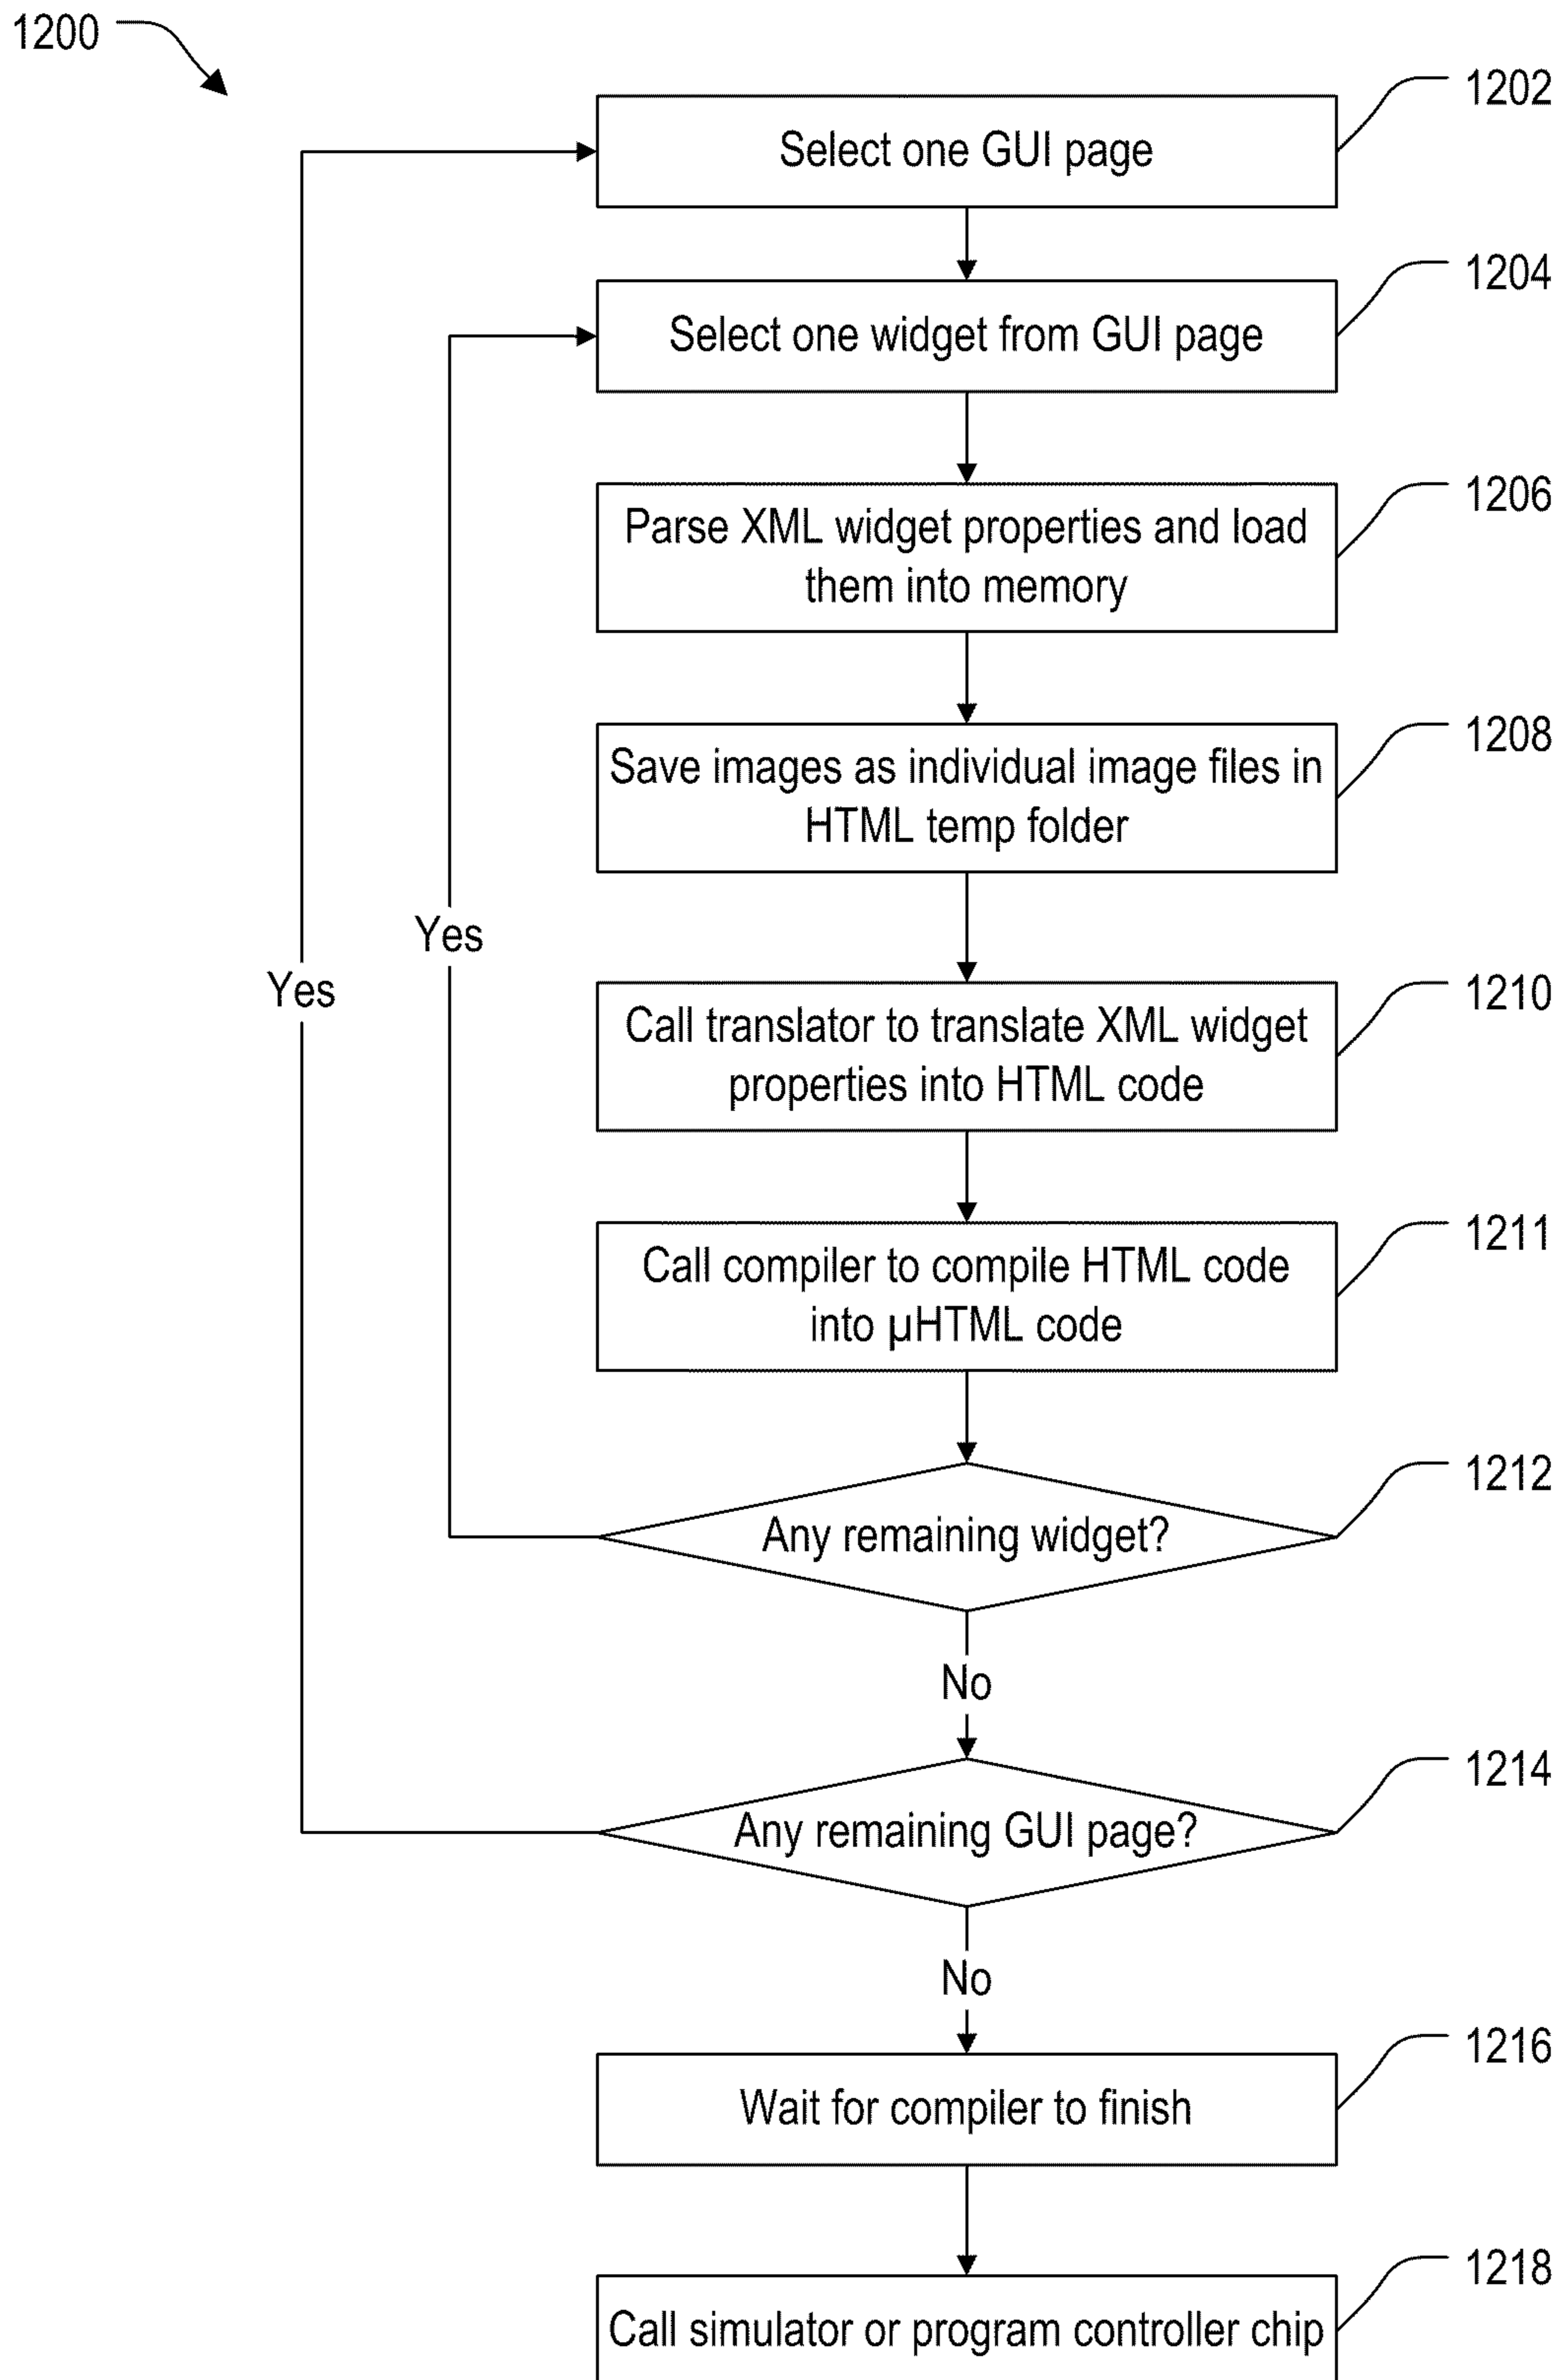 1200
1202
Select one GUI page
1204
Select one widget from GUI page
1206
Parse XML widget properties and load
them into memory
1208
Save images as individual image files in
HTML temp folder
Yes
Yes
1210
Call translator to translate XML widget
properties into HTML code
1211
Call compiler to compile HTML code
into µHTML code
1212
Any remaining widget?
No
1214
Any remaining GUI page?
No
1216
Wait for compiler to finish
1218
Call simulator or program controller chip